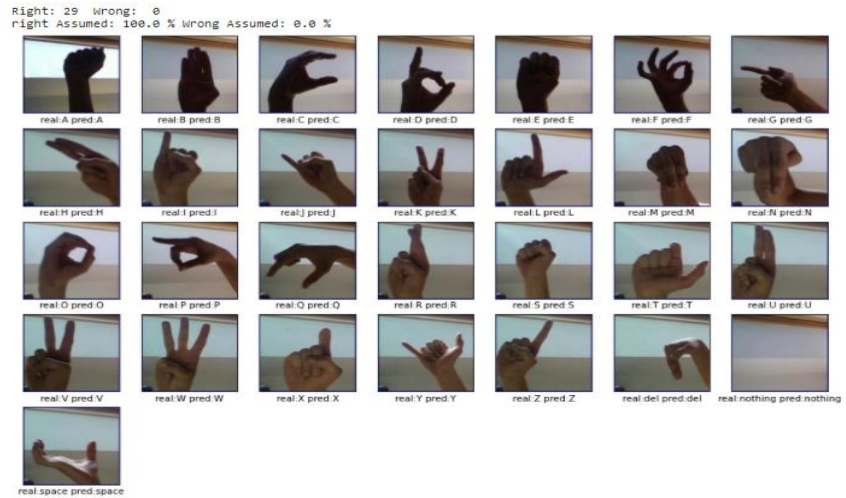 Right: 29 Wrong: 0
right Assumed: 100.0 % Wrong Assumed: 0.0 %
real:A pred:A real:B pred:B real:C pred:C real:D pred:D real:E pred:E real:F pred:F real:G pred:G
real:H pred:H real:I pred:I real:J pred:J real:K pred:K real:L pred:L real:M pred:M real:N pred:N
real:O pred:O real:P pred:P real:Q pred:Q real:R pred:R real:S pred:S real:T pred:T real:U pred:U
real:V pred:V real:W pred:W real:X pred:X real:Y pred:Y real:Z pred:Z real:del pred:del real:nothing pred:nothing
real:space pred:space